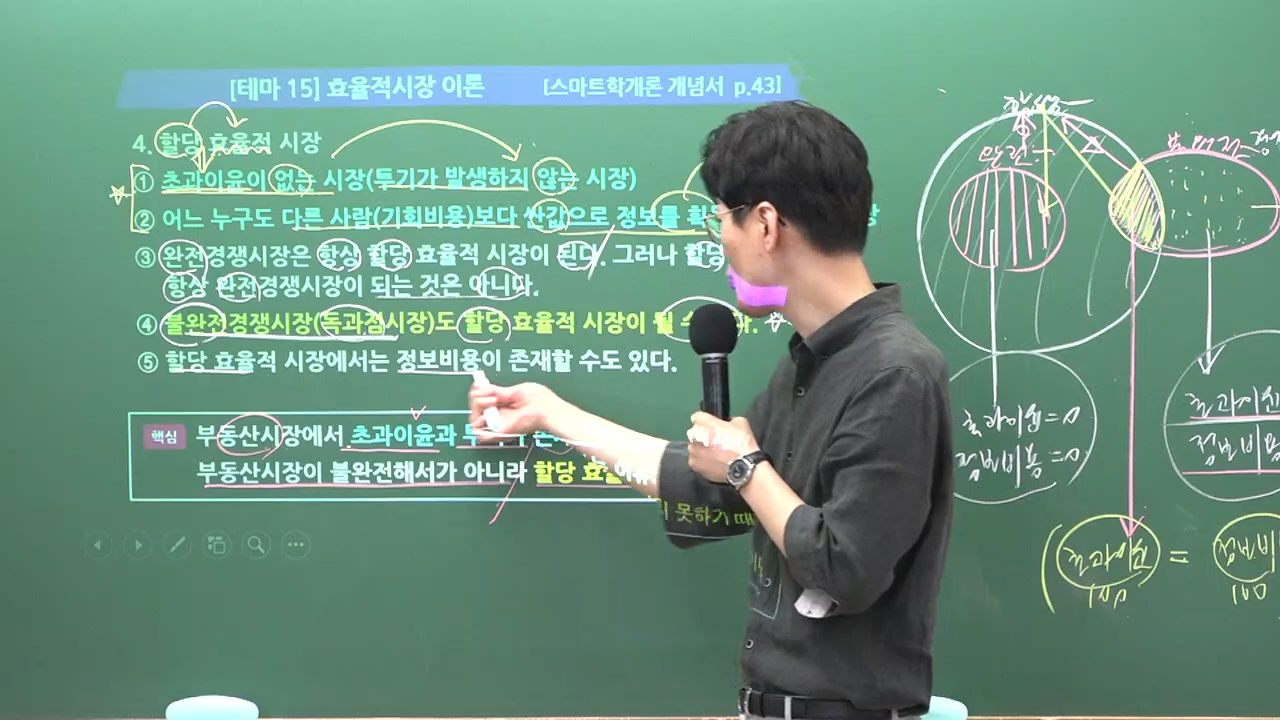 [테마 15] 효율적시장 이론 [스마트학개론 개념서 p.43]
4. 할당 효율적 시장
① 초과이윤이 없는 시장(투기가 발생하지 않는 시장)
② 어느 누구도 다른 사람(기회비용)보다 싼값으로 정보를
③ 완전경쟁시장은 항상 할당 효율적 시장이 된다. 그러나 할당
항상 완전경쟁시장이 되는 것은 아니다.
④ 불완전경쟁시장(독과점시장)도 할당 효율적 시장이 될 수
⑤ 할당 효율적 시장에서는 정보비용이 존재할 수도 있다.
핵심 부동산시장에서 초과이윤과
부동산시장이 불완전해서가 아니라 할당 효율
못하기 때
완전
초과이윤=0
정보비용=0
초과이윤
정보비용
(초과이윤 = 정보비
100 100